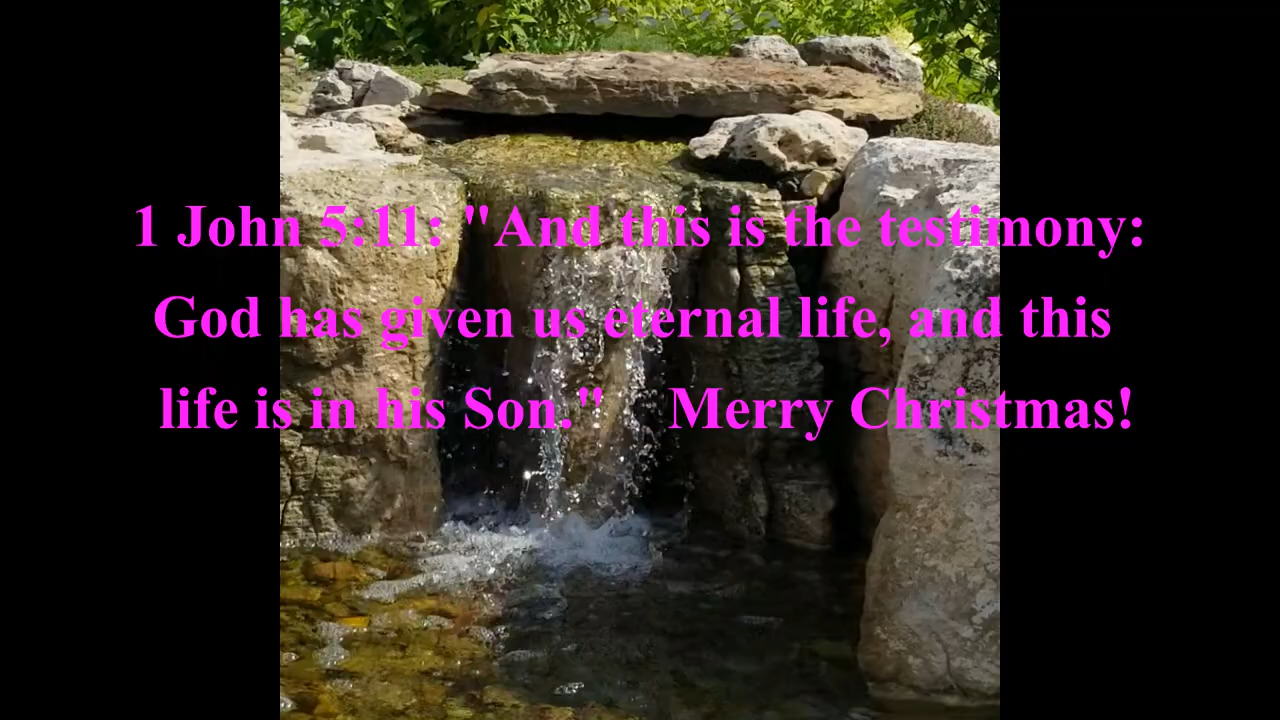 1 John 5:11: "And this is the testimony:
God has given us eternal life, and this
life is in his Son."    Merry Christmas!